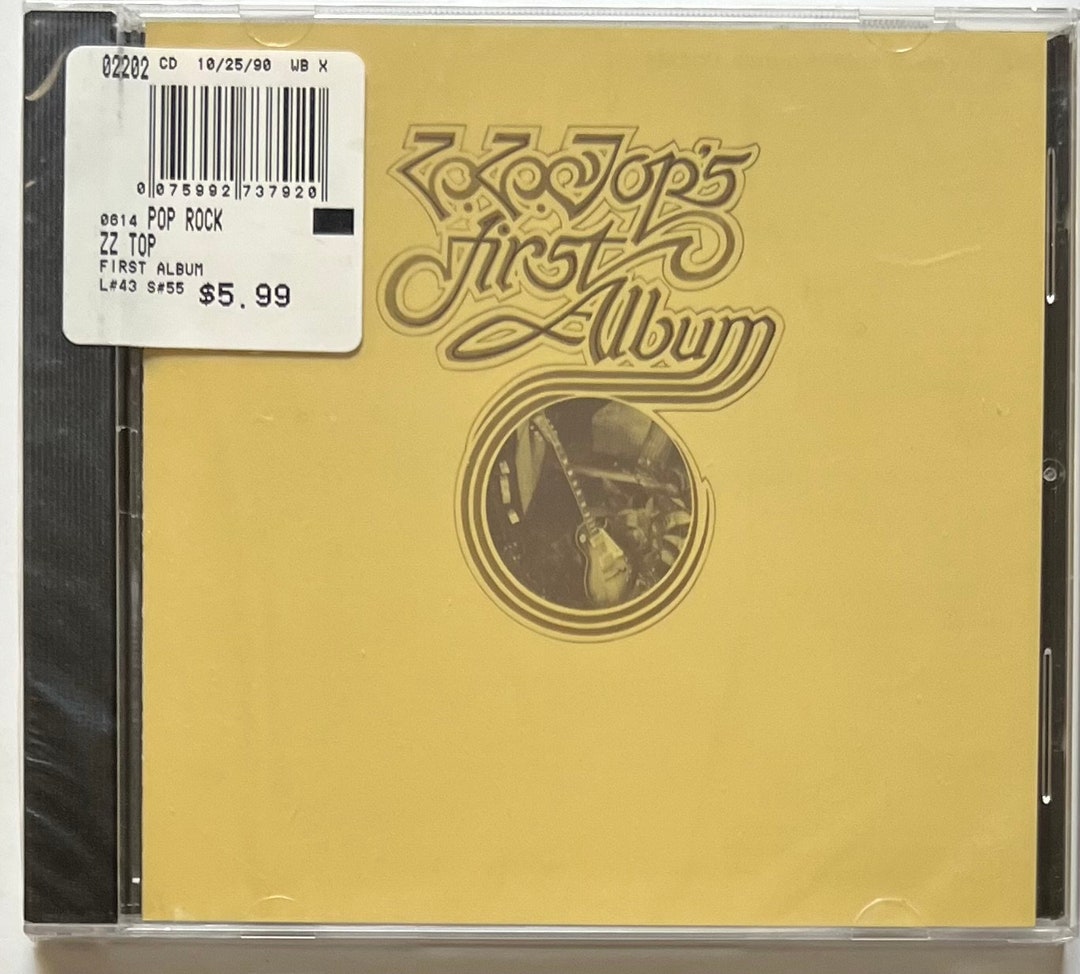 02202 CD 10/25/90 WB X
0 075992 737920
0614 POP ROCK
ZZ TOP
FIRST ALBUM
L#43 S#55 $5.99
Z.Z. Top's
first
Album